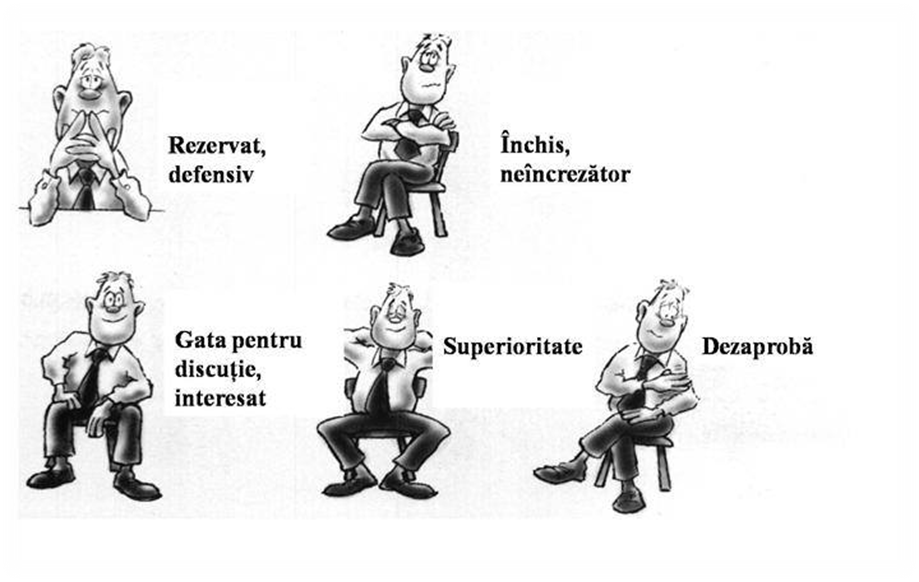 Rezervat,
defensiv
Închis,
neîncrezător
Gata pentru
discuție,
interesat
Superioritate
Dezaprobă